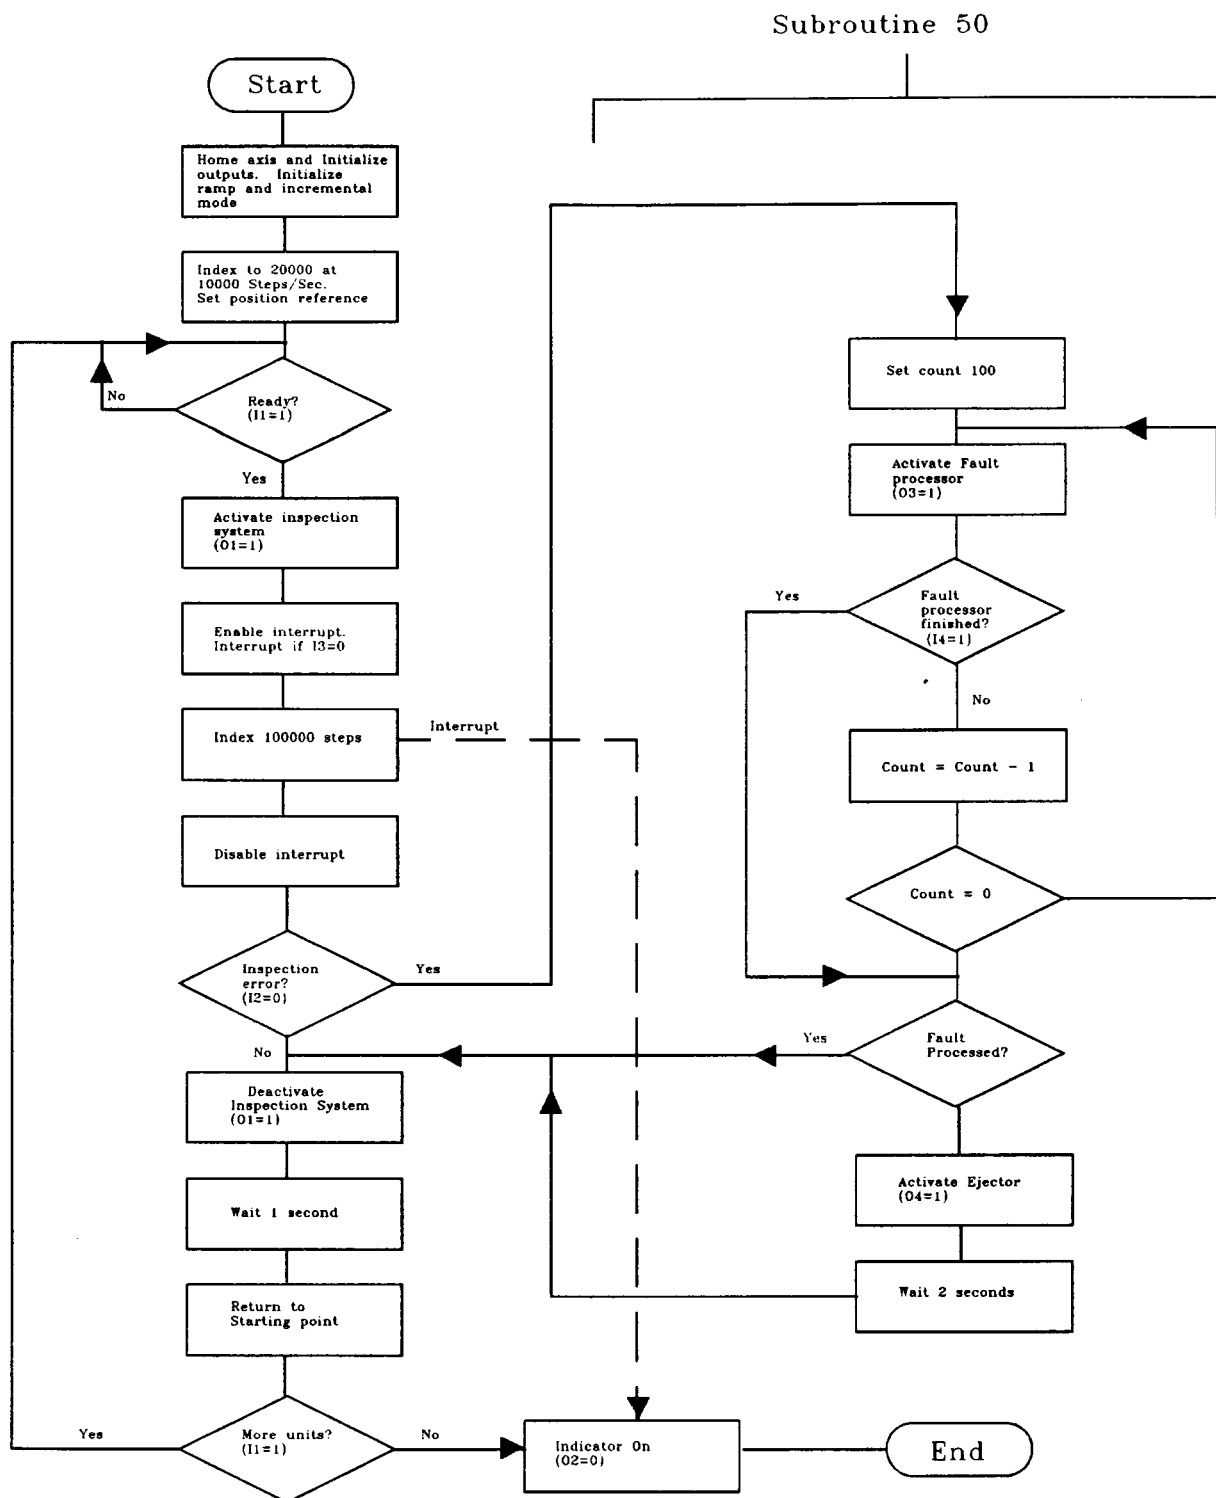 Subroutine 50
Start
Home axis and Initialize
outputs. Initialize
ramp and incremental
mode
Index to 20000 at
10000 Steps/Sec.
Set position reference
No
Ready?
(I1=1)
Yes
Activate inspection
system
(O1=1)
Enable interrupt.
Interrupt if I3=0
Index 100000 steps
Interrupt
Disable interrupt
Inspection
error?
(I2=0)
Yes
No
Deactivate
Inspection System
(O1=1)
Wait 1 second
Return to
Starting point
Yes
More units?
(I1=1)
No
Indicator On
(O2=0)
End
Set count 100
Activate Fault
processor
(O3=1)
Yes
Fault
processor
finished?
(I4=1)
No
Count = Count - 1
Count = 0
Yes
Fault
Processed?
Activate Ejector
(O4=1)
Wait 2 seconds